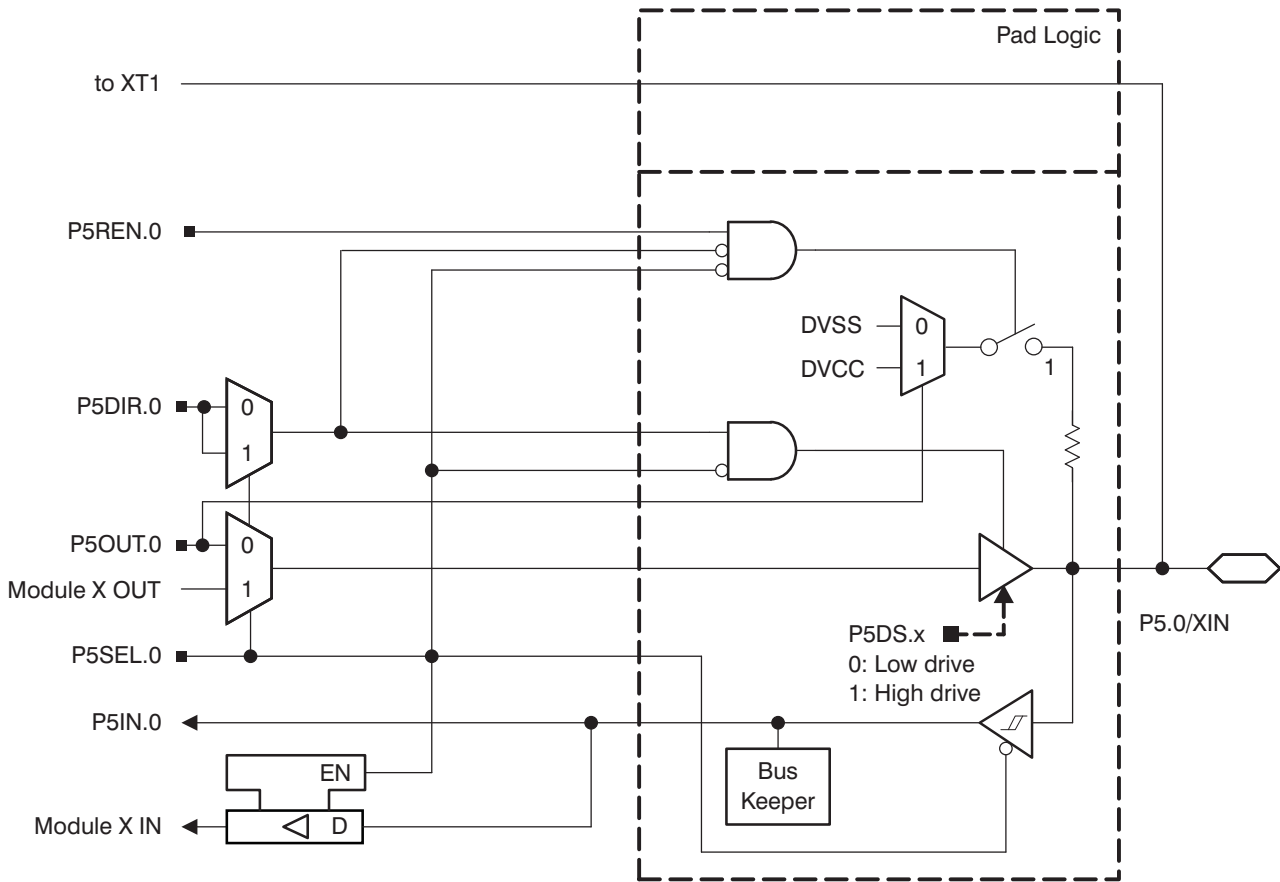 Pad Logic
to XT1
P5REN.0
DVSS
0
DVCC
1
1
P5DIR.0
0
1
P5OUT.0
0
Module X OUT
1
P5DS.x
0: Low drive
1: High drive
P5.0/XIN
P5SEL.0
P5IN.0
EN
Bus
Keeper
Module X IN
D